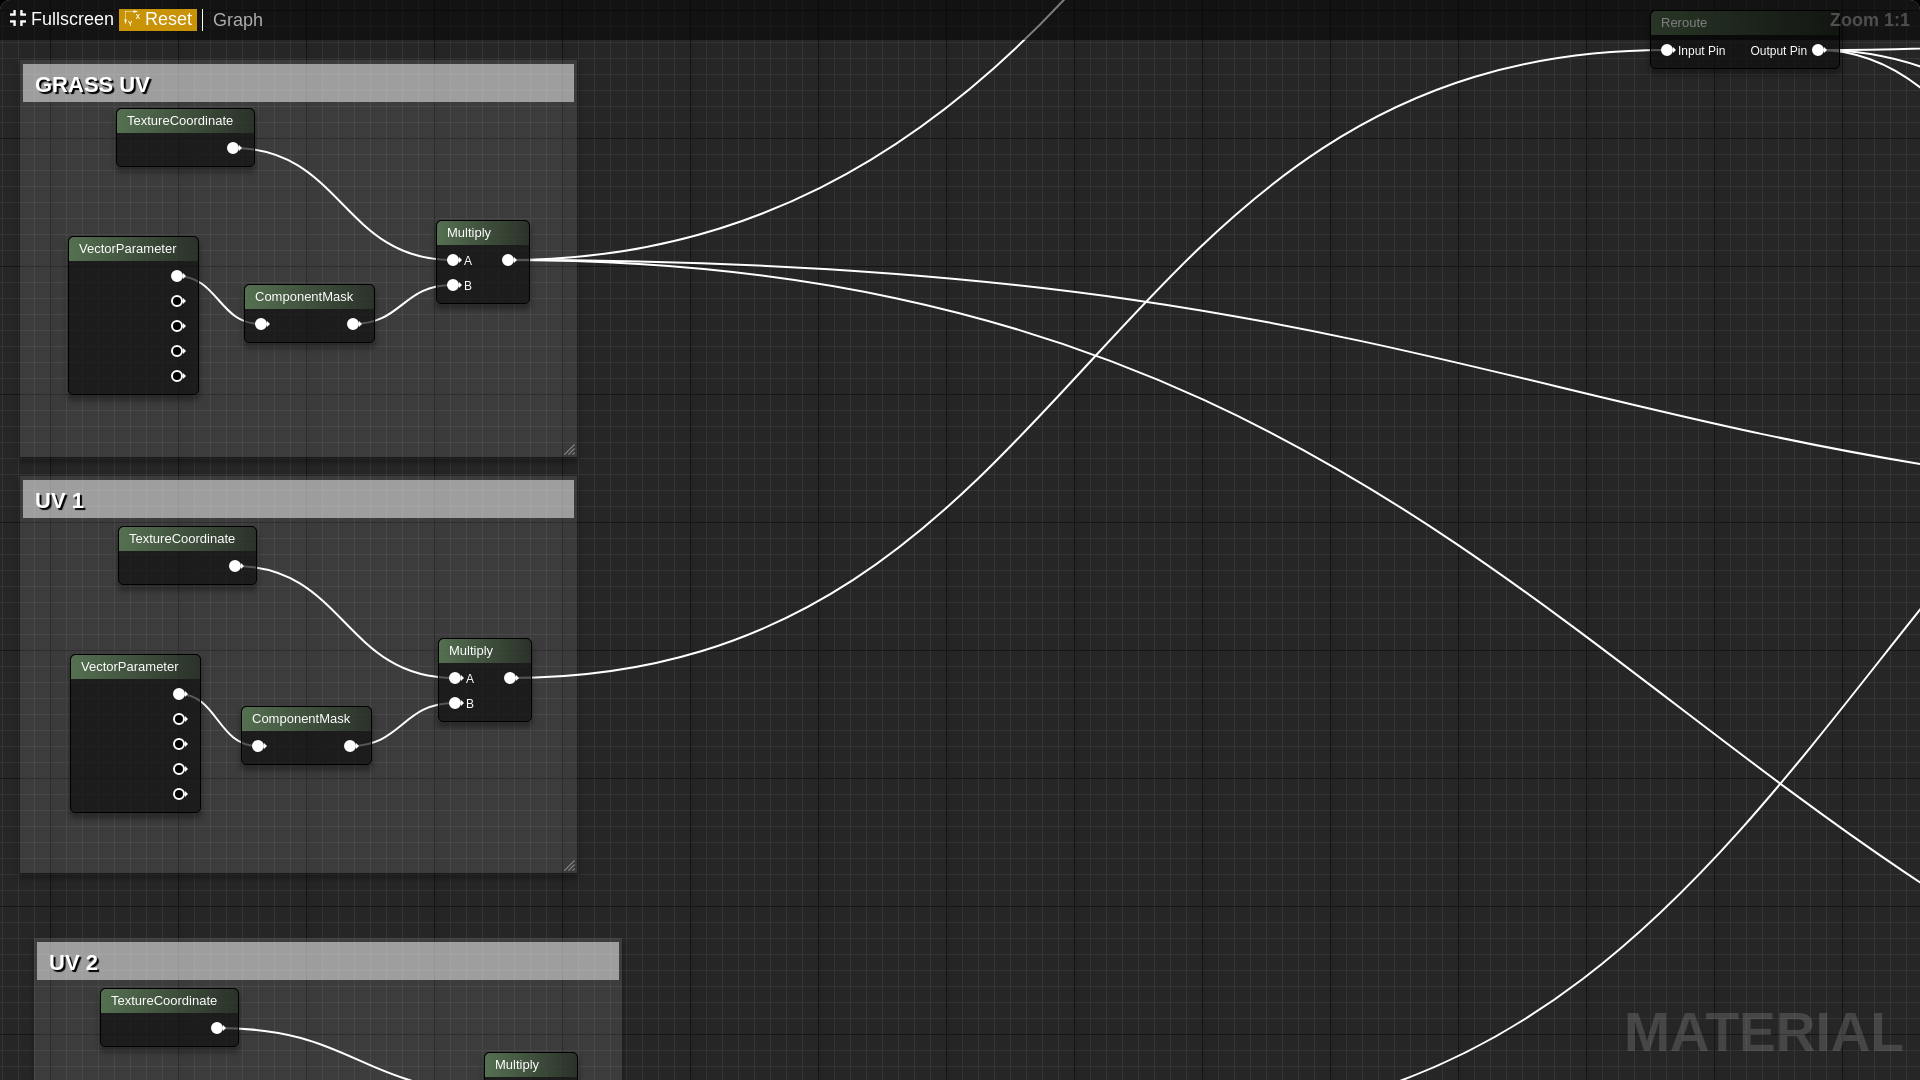 Fullscreen Reset Graph
Zoom 1:1
Reroute
Input Pin Output Pin
GRASS UV
TextureCoordinate
VectorParameter
ComponentMask
Multiply
A
B
UV 1
TextureCoordinate
VectorParameter
ComponentMask
Multiply
A
B
UV 2
TextureCoordinate
Multiply
MATERIAL